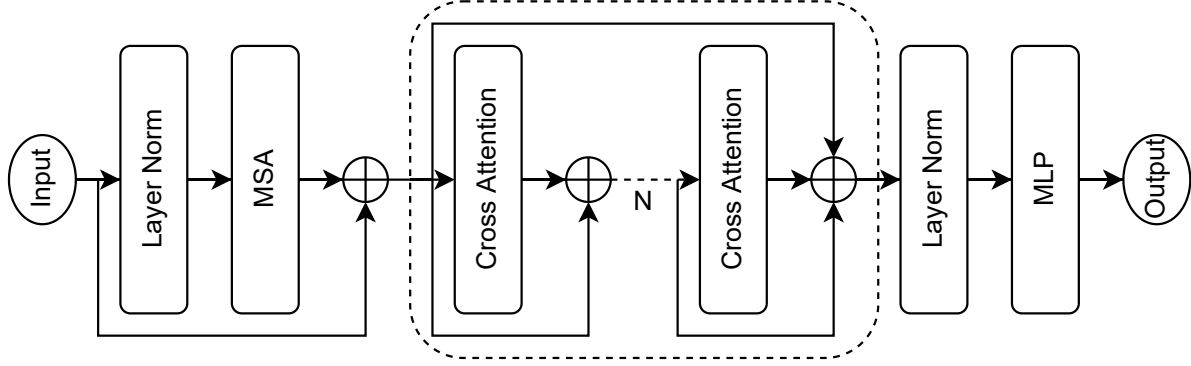 Input
Layer Norm
MSA
Cross Attention
N
Cross Attention
Layer Norm
MLP
Output